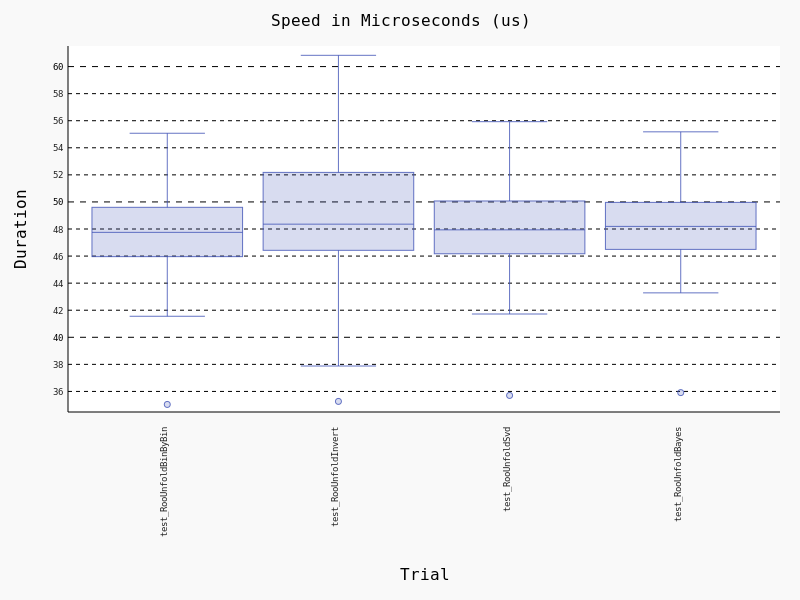 Speed in Microseconds (us)
Duration
60
58
56
54
52
50
48
46
44
42
40
38
36
test_RooUnfoldBinByBin
test_RooUnfoldInvert
test_RooUnfoldSvd
test_RooUnfoldBayes
Trial